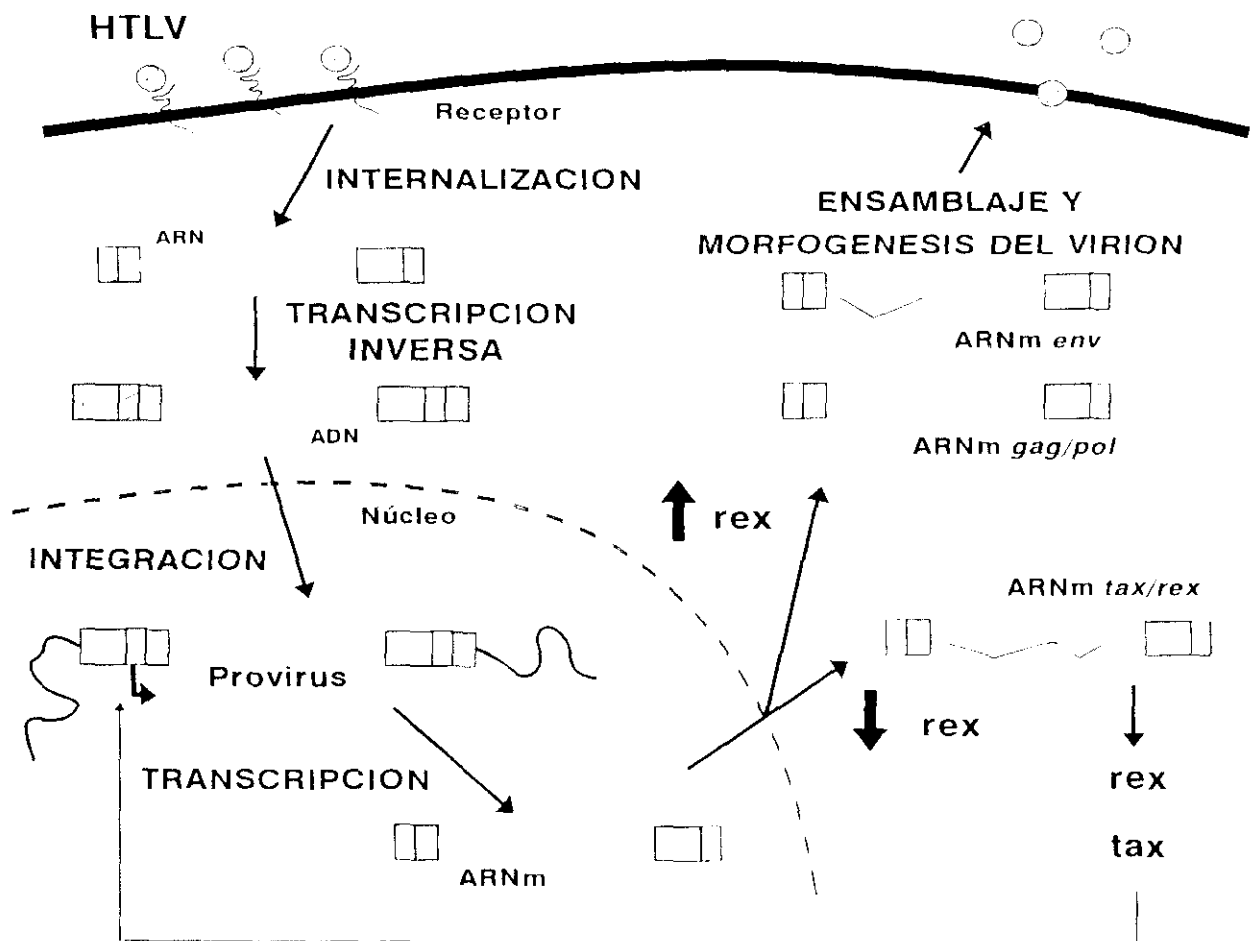 HTLV
Receptor
INTERNALIZACION
ARN
TRANSCRIPCION
INVERSA
ADN
Núcleo
INTEGRACION
Provirus
TRANSCRIPCION
ARNm
ENSAMBLAJE Y
MORFOGENESIS DEL VIRION
ARNm env
ARNm gag/pol
rex
ARNm tax/rex
rex
rex
tax